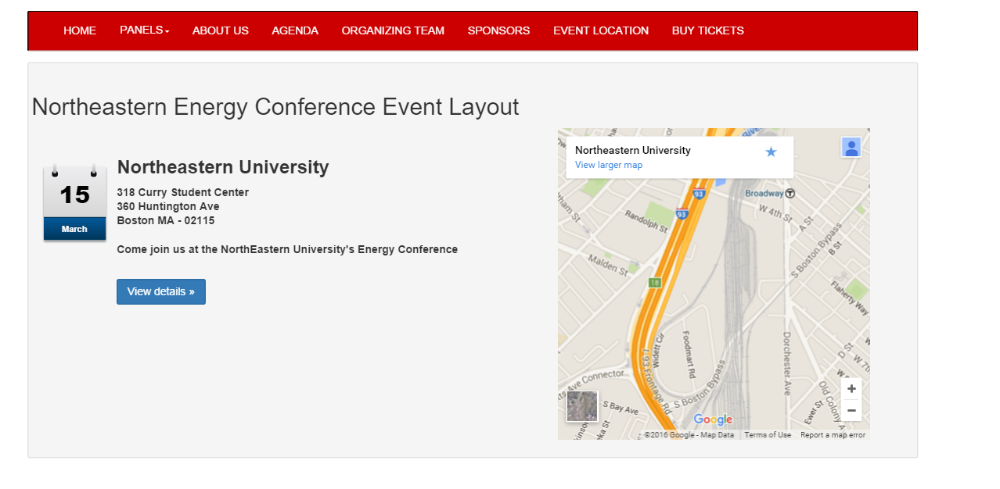 HOME PANELS ABOUT US AGENDA ORGANIZING TEAM SPONSORS EVENT LOCATION BUY TICKETS
Northeastern Energy Conference Event Layout
15
March
Northeastern University
318 Curry Student Center
360 Huntington Ave
Boston MA - 02115
Come join us at the NorthEastern University's Energy Conference
View details »
Northeastern University
View larger map
Broadway T
93
W 4th St
A St
93
Randolph St
S Boston Bypass
B St
Malden St
18
Flaherty Way
Widett Cir
Foodmart Rd
Dorchester Ave
D St
W 7th
I-93 Frontage Rd
Ave Connector
S Boston Bypass
Old Colony A
S Bay Ave
Ewer St
+
−
Google
©2016 Google - Map Data Terms of Use Report a map error